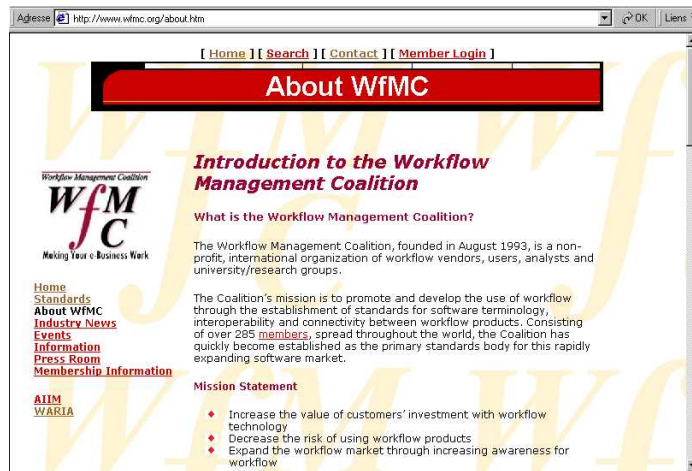 Adresse http://www.wfmc.org/about.htm OK Liens
[ Home ] [ Search ] [ Contact ] [ Member Login ]
About WfMC
Workflow Management Coalition
WfMC
Making Your e-Business Work
Home
Standards
About WfMC
Industry News
Events
Information
Press Room
Membership Information
AIIM
WARIA
Introduction to the Workflow
Management Coalition
What is the Workflow Management Coalition?
The Workflow Management Coalition, founded in August 1993, is a non-
profit, international organization of workflow vendors, users, analysts and
university/research groups.
The Coalition's mission is to promote and develop the use of workflow
through the establishment of standards for software terminology,
interoperability and connectivity between workflow products. Consisting
of over 285 members, spread throughout the world, the Coalition has
quickly become established as the primary standards body for this rapidly
expanding software market.
Mission Statement
Increase the value of customers' investment with workflow
technology
Decrease the risk of using workflow products
Expand the workflow market through increasing awareness for
workflow